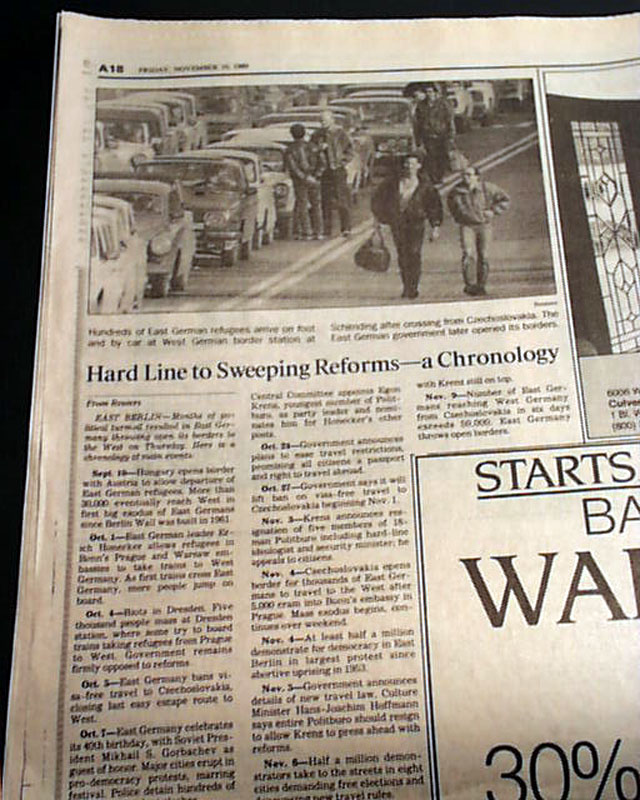 A18 FRIDAY, NOVEMBER 10, 1989
Reuters
Hundreds of East German refugees arrive on foot
and by car at West German border station at
Schirnding after crossing from Czechoslovakia. The
East German government later opened its borders.
Hard Line to Sweeping Reforms—a Chronology
From Reuters
EAST BERLIN—Months of po-
litical turmoil resulted in East Ger-
many throwing open its borders to
the West on Thursday. Here is a
chronology of main events:
Sept. 10—Hungary opens border
with Austria to allow departure of
East German refugees. More than
30,000 eventually reach West in
first big exodus of East Germans
since Berlin Wall was built in 1961.
Oct. 1—East German leader Er-
ich Honecker allows refugees in
Bonn's Prague and Warsaw em-
bassies to take trains to West
Germany. As first trains cross East
Germany, more people jump on
board.
Oct. 4—Riots in Dresden. Five
thousand people mass at Dresden
station, where some try to board
trains taking refugees from Prague
to West. Government remains
firmly opposed to reforms.
Oct. 5—East Germany bans vi-
sa-free travel to Czechoslovakia,
closing last easy escape route to
West.
Oct. 7—East Germany celebrates
its 40th birthday, with Soviet Pres-
ident Mikhail S. Gorbachev as
guest of honor. Major cities erupt in
pro-democracy protests, marring
festival. Police detain hundreds of
Central Committee appoints Egon
Krenz, youngest member of Polit-
buro, as party leader and nomi-
nates him for Honecker's other
posts.
Oct. 24—Government announces
plans to ease travel restrictions,
promising all citizens a passport
and right to travel abroad.
Oct. 27—Government says it will
lift ban on visa-free travel to
Czechoslovakia beginning Nov. 1.
Nov. 3—Krenz announces res-
ignation of five members of 18-
man Politburo including hard-line
ideologist and security minister; he
appeals to citizens.
Nov. 4—Czechoslovakia opens
border for thousands of East Ger-
mans to travel to the West after
5,000 cram into Bonn's embassy in
Prague. Mass exodus begins, con-
tinues over weekend.
Nov. 4—At least half a million
demonstrate for democracy in East
Berlin in largest protest since
abortive uprising in 1953.
Nov. 5—Government announces
details of new travel law. Culture
Minister Hans-Joachim Hoffmann
says entire Politburo should resign
to allow Krenz to press ahead with
reforms.
Nov. 6—Half a million demon-
strators take to the streets in eight
cities demanding free elections and
new travel rules.
with Krenz still on top.
Nov. 9—Number of East Ger-
mans reaching West Germany
from Czechoslovakia in six days
exceeds 50,000. East Germany
throws open borders.
6006 W
Culver
1 Bl. W
(800)
STARTS
BA
WA
30%